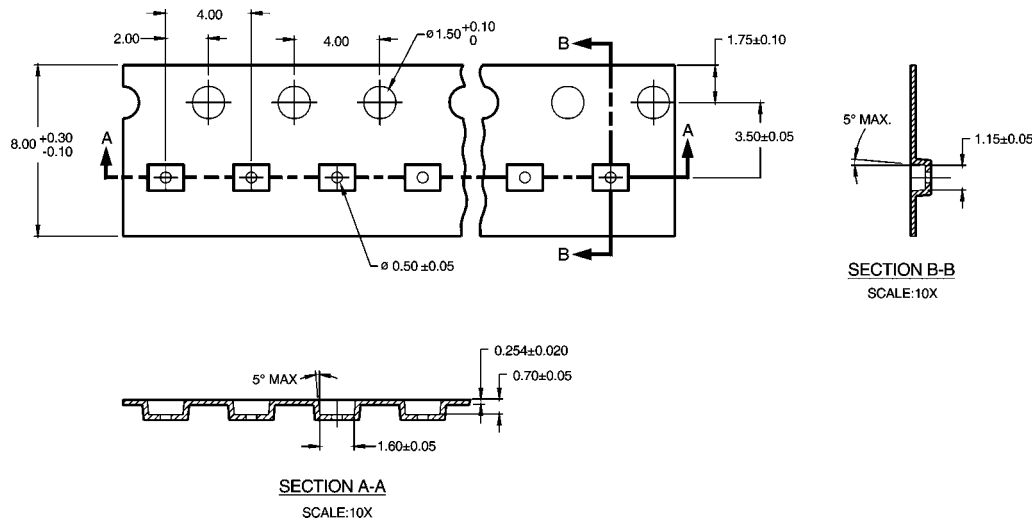 4.00
2.00
4.00
ø1.50 +0.10
0
B
1.75±0.10
8.00 +0.30
-0.10
A
A
3.50±0.05
5° MAX.
1.15±0.05
B
ø 0.50±0.05
SECTION B-B
SCALE:10X
0.254±0.020
5° MAX
0.70±0.05
1.60±0.05
SECTION A-A
SCALE:10X